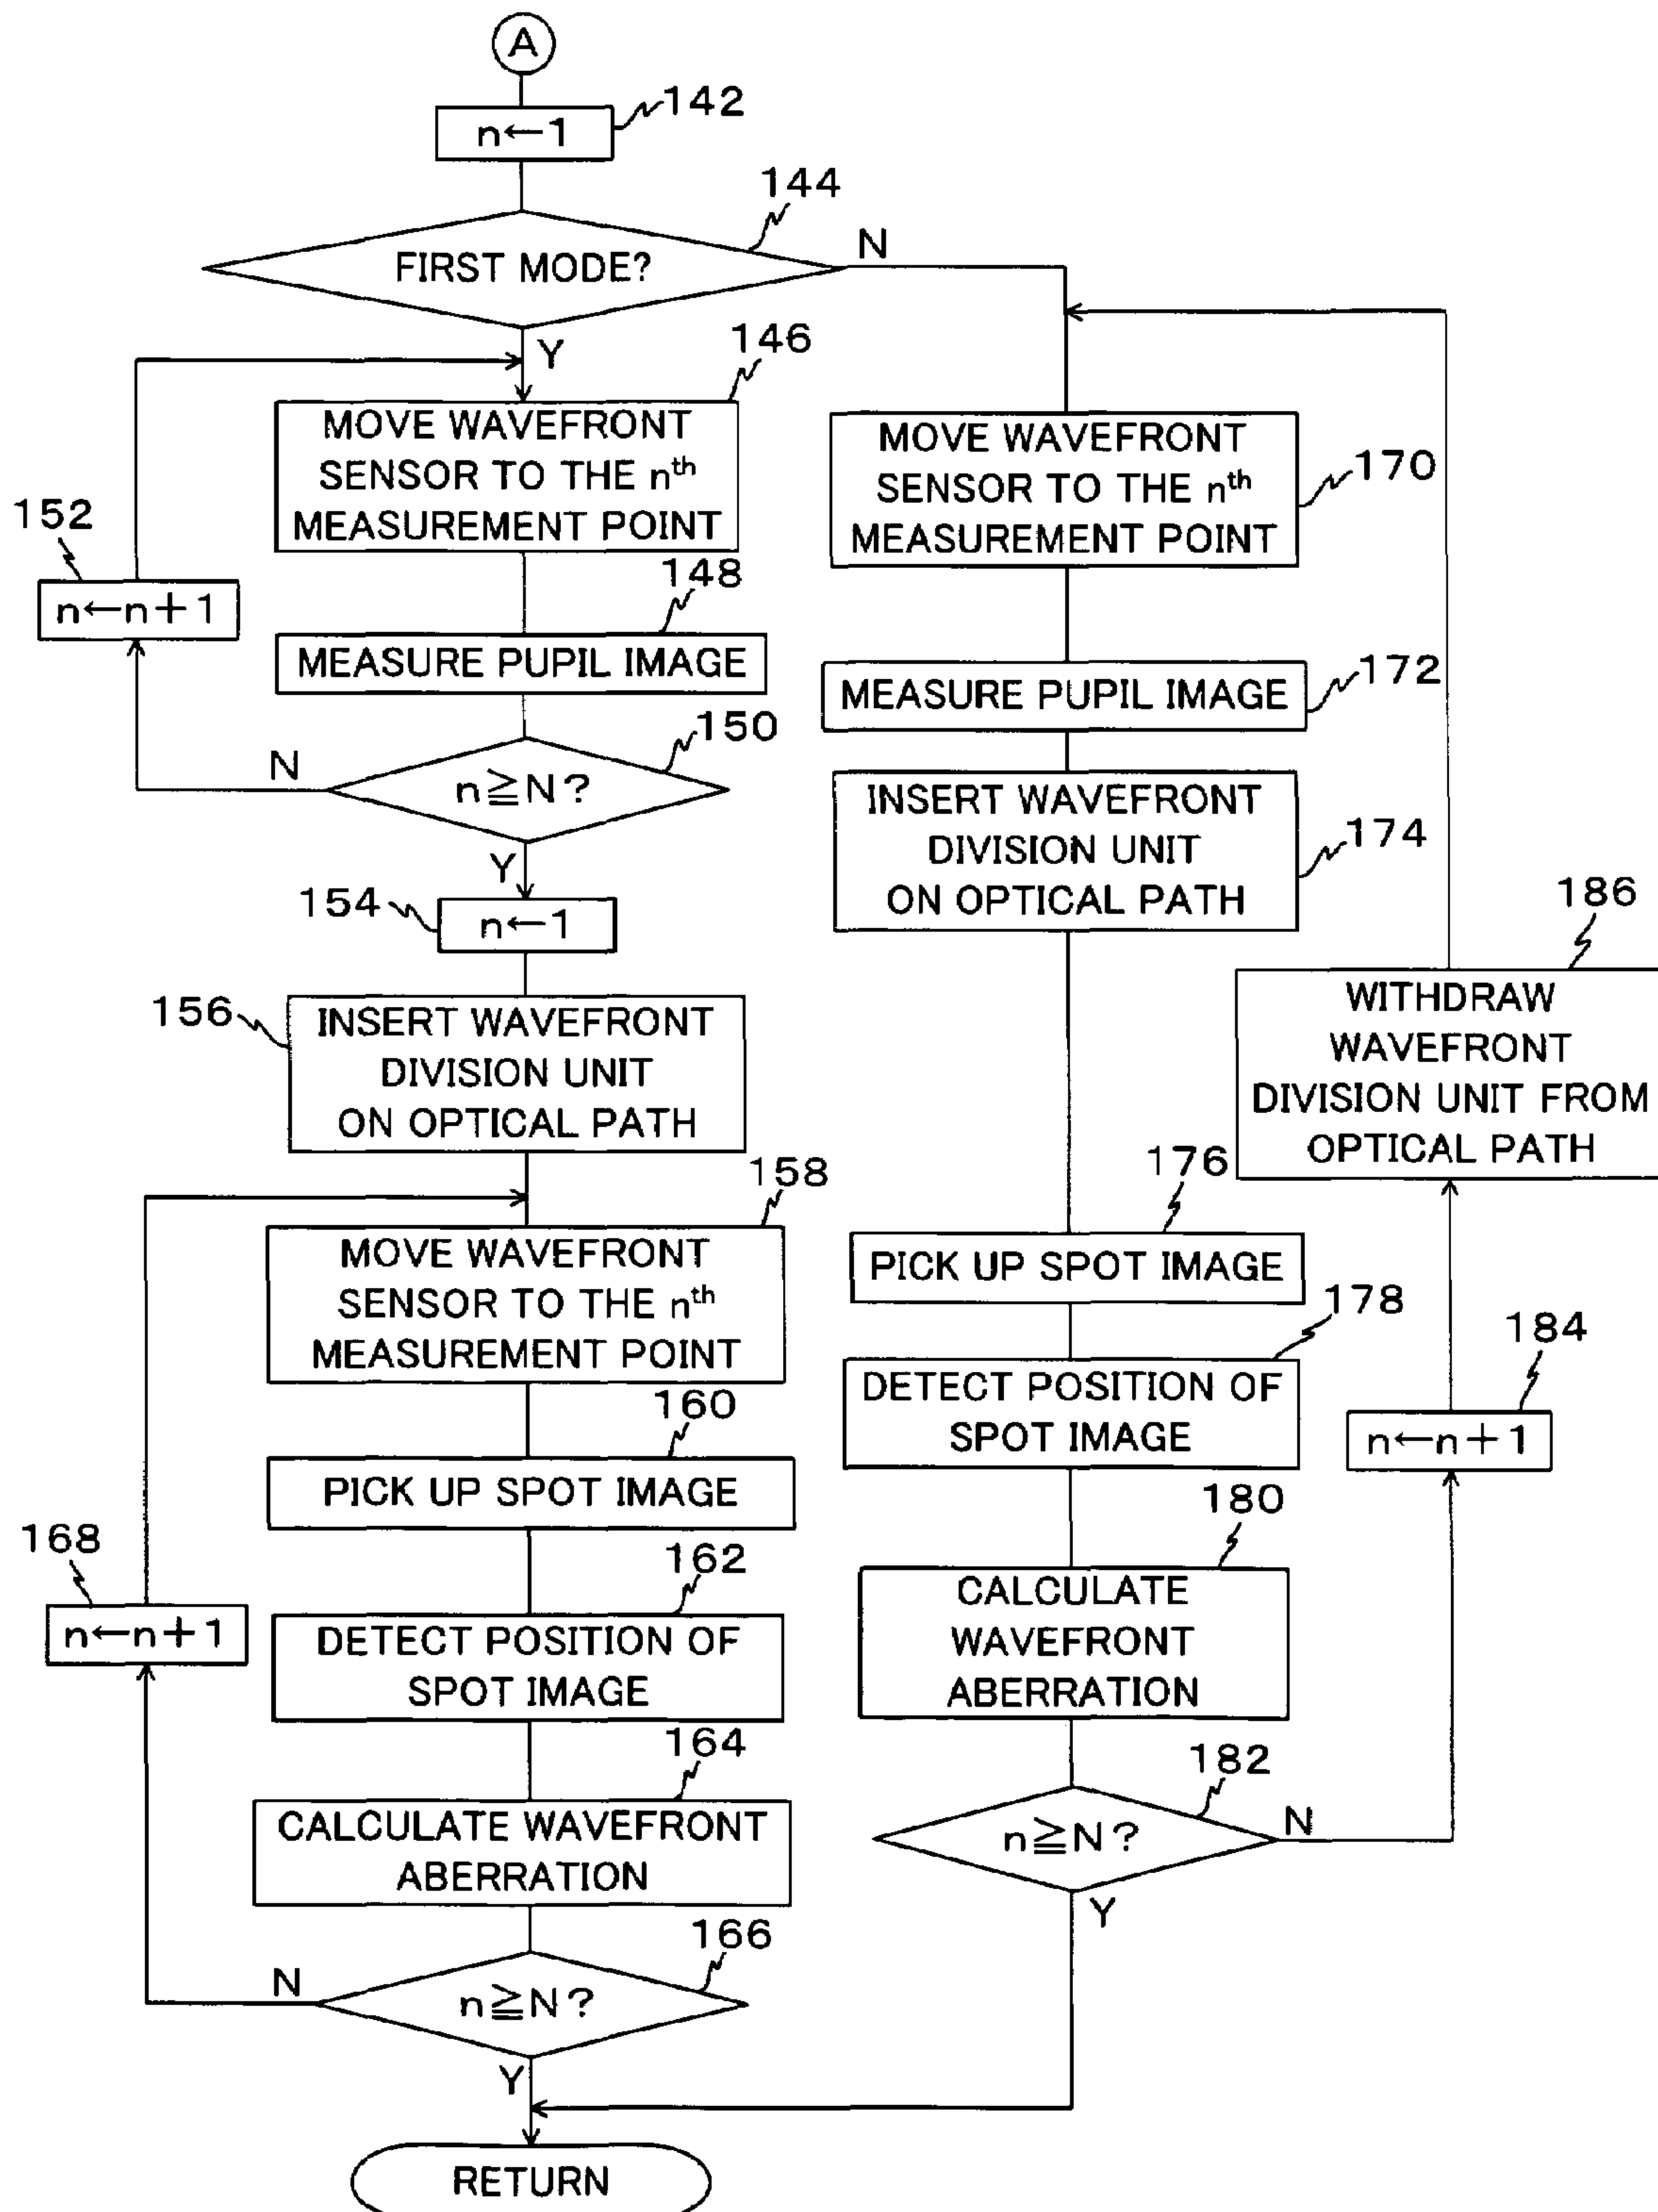 A
142
n←1
144
FIRST MODE?
N
Y
146
MOVE WAVEFRONT
SENSOR TO THE nth
MEASUREMENT POINT
152
n←n+1
148
MEASURE PUPIL IMAGE
150
n≧N?
N
Y
154
n←1
156
INSERT WAVEFRONT
DIVISION UNIT
ON OPTICAL PATH
158
MOVE WAVEFRONT
SENSOR TO THE nth
MEASUREMENT POINT
160
PICK UP SPOT IMAGE
168
n←n+1
162
DETECT POSITION OF
SPOT IMAGE
164
CALCULATE WAVEFRONT
ABERRATION
166
n≧N?
N
Y
170
MOVE WAVEFRONT
SENSOR TO THE nth
MEASUREMENT POINT
172
MEASURE PUPIL IMAGE
174
INSERT WAVEFRONT
DIVISION UNIT
ON OPTICAL PATH
176
PICK UP SPOT IMAGE
178
DETECT POSITION OF
SPOT IMAGE
180
CALCULATE
WAVEFRONT
ABERRATION
182
n≧N?
N
Y
184
n←n+1
186
WITHDRAW
WAVEFRONT
DIVISION UNIT FROM
OPTICAL PATH
RETURN